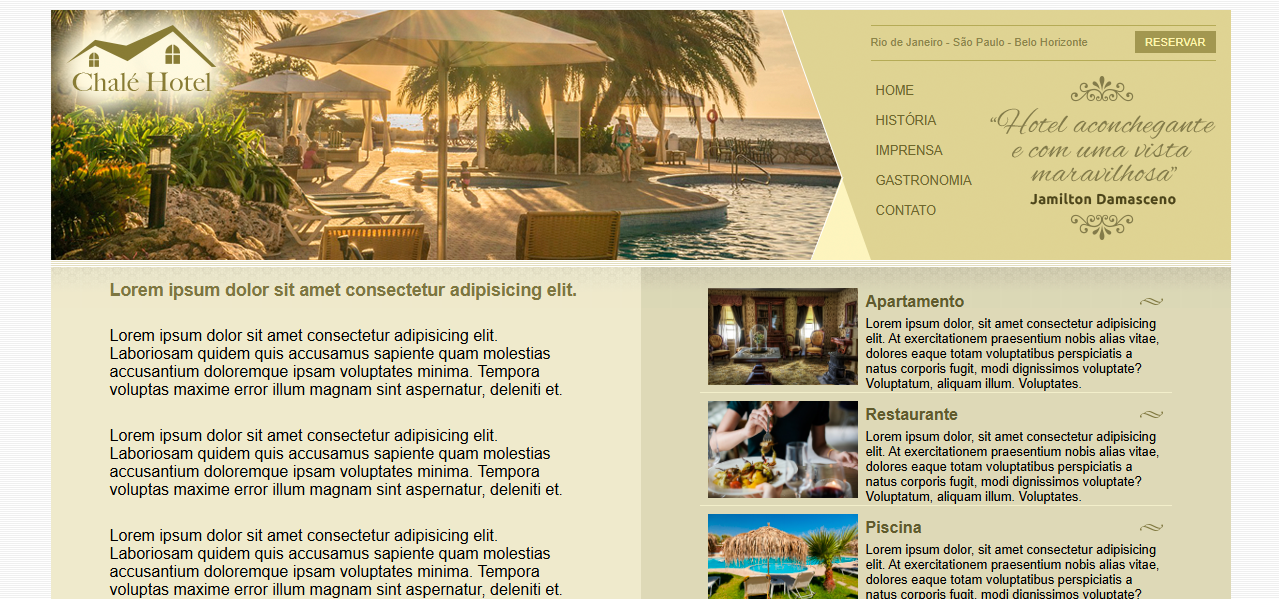 Chalé Hotel
Rio de Janeiro - São Paulo - Belo Horizonte
RESERVAR
HOME
HISTÓRIA
IMPRENSA
GASTRONOMIA
CONTATO
“Hotel aconchegante
e com uma vista
maravilhosa”
Jamilton Damasceno
Lorem ipsum dolor sit amet consectetur adipisicing elit.
Lorem ipsum dolor sit amet consectetur adipisicing elit.
Laboriosam quidem quis accusamus sapiente quam molestias
accusantium doloremque ipsam voluptates minima. Tempora
voluptas maxime error illum magnam sint aspernatur, deleniti et.
Lorem ipsum dolor sit amet consectetur adipisicing elit.
Laboriosam quidem quis accusamus sapiente quam molestias
accusantium doloremque ipsam voluptates minima. Tempora
voluptas maxime error illum magnam sint aspernatur, deleniti et.
Lorem ipsum dolor sit amet consectetur adipisicing elit.
Laboriosam quidem quis accusamus sapiente quam molestias
accusantium doloremque ipsam voluptates minima. Tempora
voluptas maxime error illum magnam sint aspernatur, deleniti et.
Apartamento
Lorem ipsum dolor, sit amet consectetur adipisicing
elit. At exercitationem praesentium nobis alias vitae,
dolores eaque totam voluptatibus perspiciatis a
natus corporis fugit, modi dignissimos voluptate?
Voluptatum, aliquam illum. Voluptates.
Restaurante
Lorem ipsum dolor, sit amet consectetur adipisicing
elit. At exercitationem praesentium nobis alias vitae,
dolores eaque totam voluptatibus perspiciatis a
natus corporis fugit, modi dignissimos voluptate?
Voluptatum, aliquam illum. Voluptates.
Piscina
Lorem ipsum dolor, sit amet consectetur adipisicing
elit. At exercitationem praesentium nobis alias vitae,
dolores eaque totam voluptatibus perspiciatis a
natus corporis fugit, modi dignissimos voluptate?